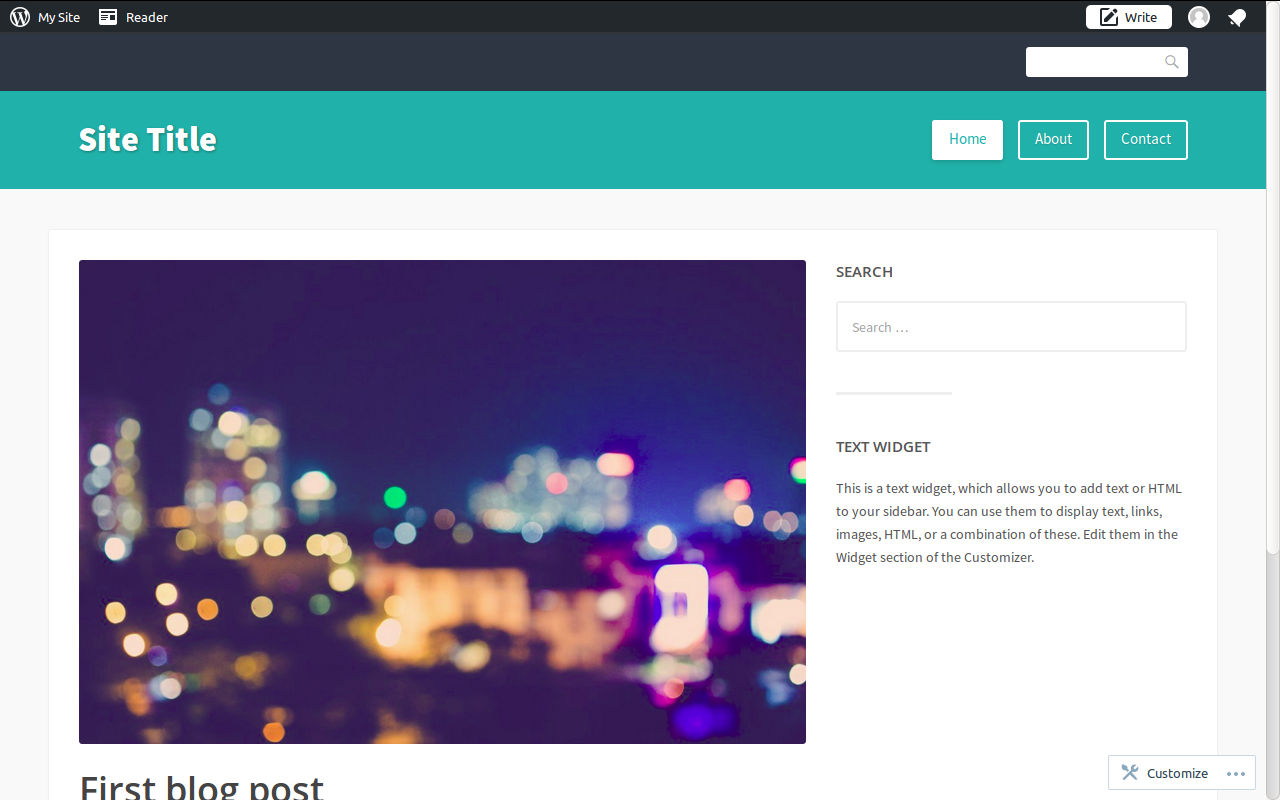 My Site
Reader
Write
Site Title
Home
About
Contact
SEARCH
Search …
TEXT WIDGET
This is a text widget, which allows you to add text or HTML
to your sidebar. You can use them to display text, links,
images, HTML, or a combination of these. Edit them in the
Widget section of the Customizer.
First blog post
Customize